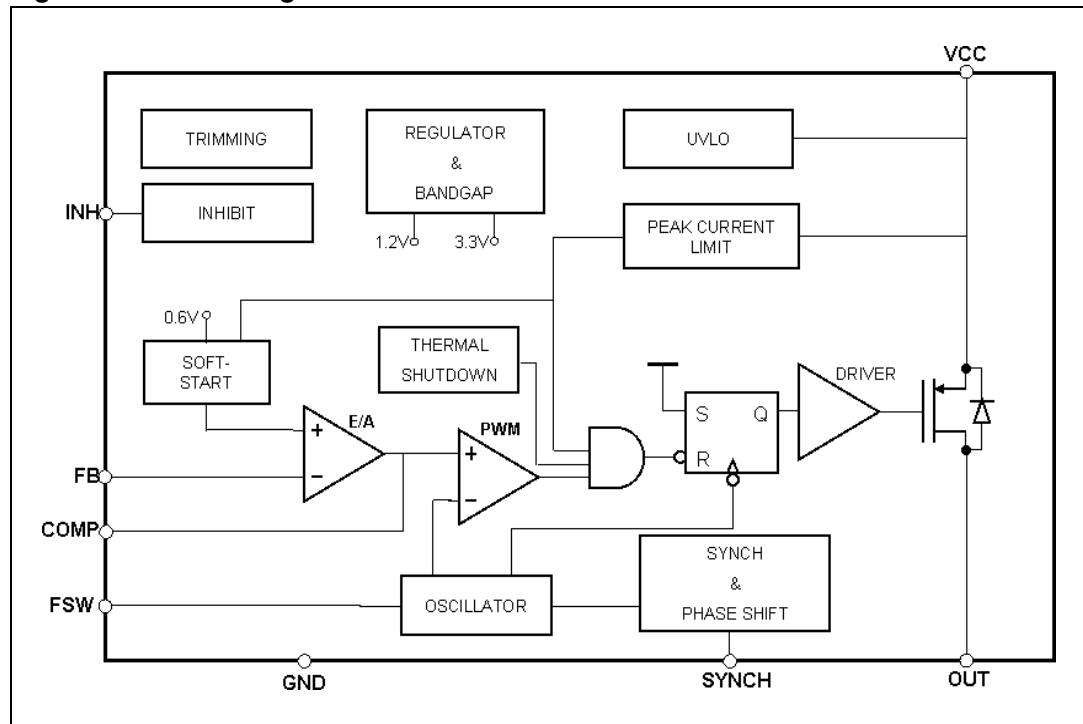 VCC
TRIMMING
REGULATOR
&
BANDGAP
UVLO
INH
INHIBIT
1.2V
3.3V
PEAK CURRENT
LIMIT
0.6V
SOFT-
START
THERMAL
SHUTDOWN
DRIVER
E/A
PWM
S
Q
R
+
-
+
-
FB
COMP
FSW
OSCILLATOR
SYNCH
&
PHASE SHIFT
GND
SYNCH
OUT